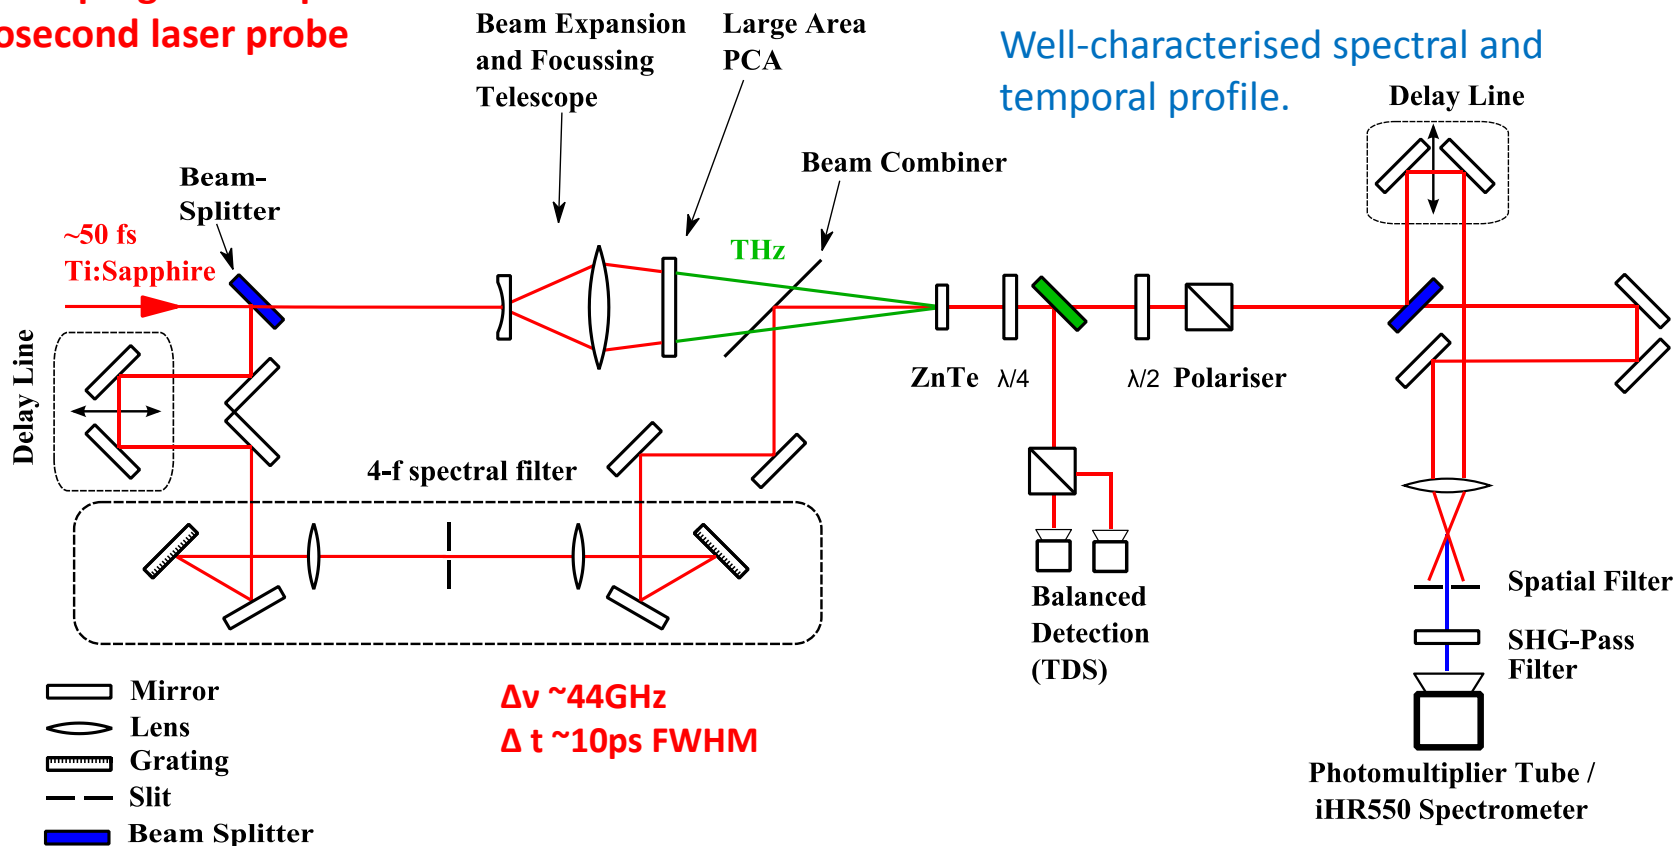 osecond laser probe
Beam Expansion
and Focussing
Telescope
Large Area
PCA
Well-characterised spectral and
temporal profile.
Delay Line
Beam-
Splitter
Beam Combiner
~50 fs
Ti:Sapphire
THz
Delay Line
ZnTe
λ/4
λ/2
Polariser
4-f spectral filter
Balanced
Detection
(TDS)
Spatial Filter
SHG-Pass
Filter
Photomultiplier Tube /
iHR550 Spectrometer
Δν ~44GHz
Δ t ~10ps FWHM
Mirror
Lens
Grating
Slit
Beam Splitter